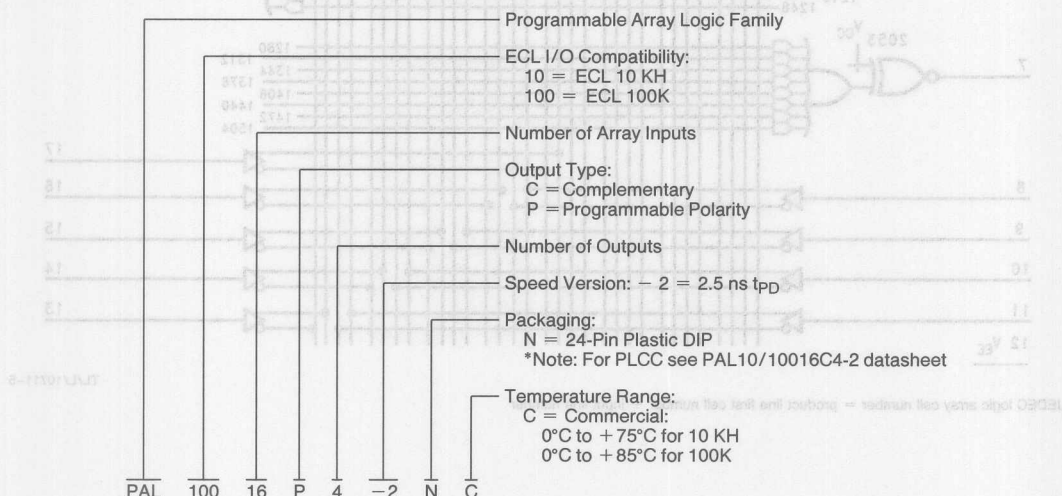 Programmable Array Logic Family
ECL I/O Compatibility:
10 = ECL 10 KH
100 = ECL 100K
Number of Array Inputs
Output Type:
C = Complementary
P = Programmable Polarity
Number of Outputs
Speed Version: − 2 = 2.5 ns tPD
Packaging:
N = 24-Pin Plastic DIP
*Note: For PLCC see PAL10/10016C4-2 datasheet
Temperature Range:
C = Commercial:
0°C to +75°C for 10 KH
0°C to +85°C for 100K
PAL 100 16 P 4 −2 N C